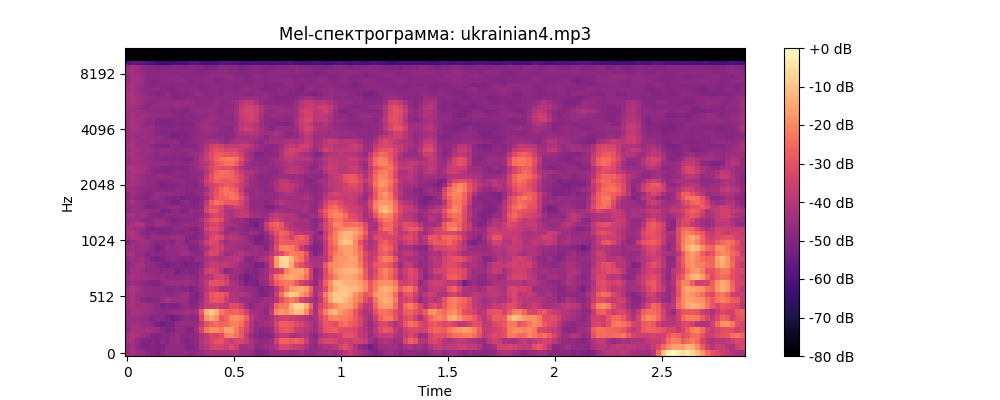 Mel-спектрограмма: ukrainian4.mp3
8192
4096
2048
1024
512
0
Hz
0
0.5
1
1.5
2
2.5
Time
+0 dB
-10 dB
-20 dB
-30 dB
-40 dB
-50 dB
-60 dB
-70 dB
-80 dB